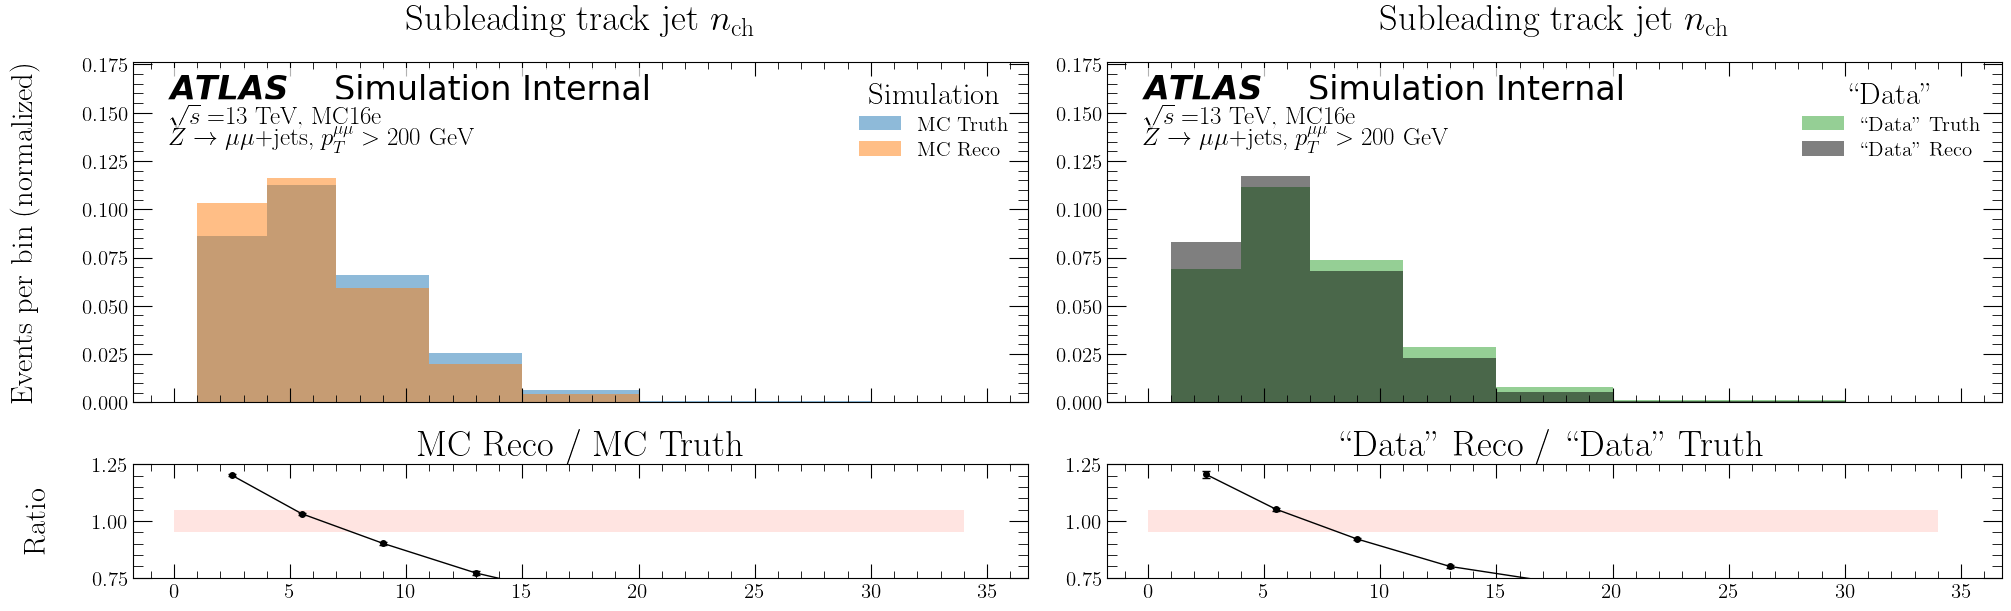 Subleading track jet n_ch
Events per bin (normalized)
0.175
0.150
0.125
0.100
0.075
0.050
0.025
0.000
ATLAS Simulation Internal
√s =13 TeV, MC16e
Z → μμ+jets, p_T^μμ > 200 GeV
Simulation
MC Truth
MC Reco
MC Reco / MC Truth
Ratio
1.25
1.00
0.75
0 5 10 15 20 25 30 35
Subleading track jet n_ch
0.175
0.150
0.125
0.100
0.075
0.050
0.025
0.000
ATLAS Simulation Internal
√s =13 TeV, MC16e
Z → μμ+jets, p_T^μμ > 200 GeV
“Data”
“Data” Truth
“Data” Reco
“Data” Reco / “Data” Truth
1.25
1.00
0.75
0 5 10 15 20 25 30 35